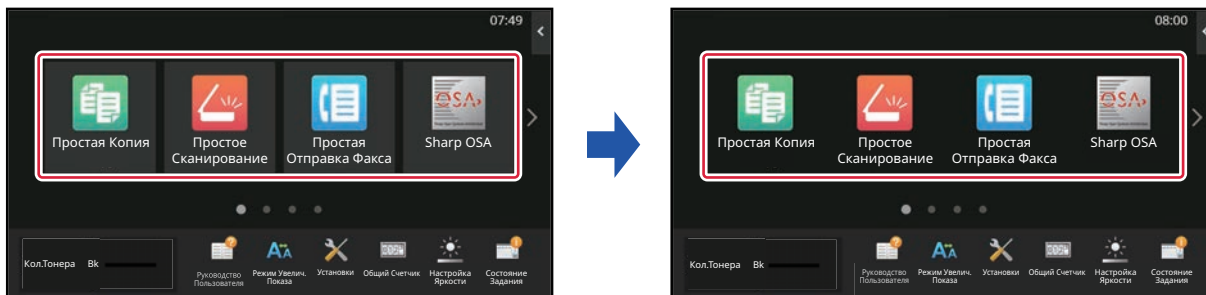 07:49
Простая Копия
Простое
Сканирование
Простая
Отправка Факса
OSA
Sharp OSA
Кол.Тонера Bk
Руководство
Пользователя
Режим Увелич.
Показа
Установки
Общий Счетчик
Настройка
Яркости
Состояние
Задания
08:00
Простая Копия
Простое
Сканирование
Простая
Отправка Факса
OSA
Sharp OSA
Кол.Тонера Bk
Руководство
Пользователя
Режим Увелич.
Показа
Установки
Общий Счетчик
Настройка
Яркости
Состояние
Задания